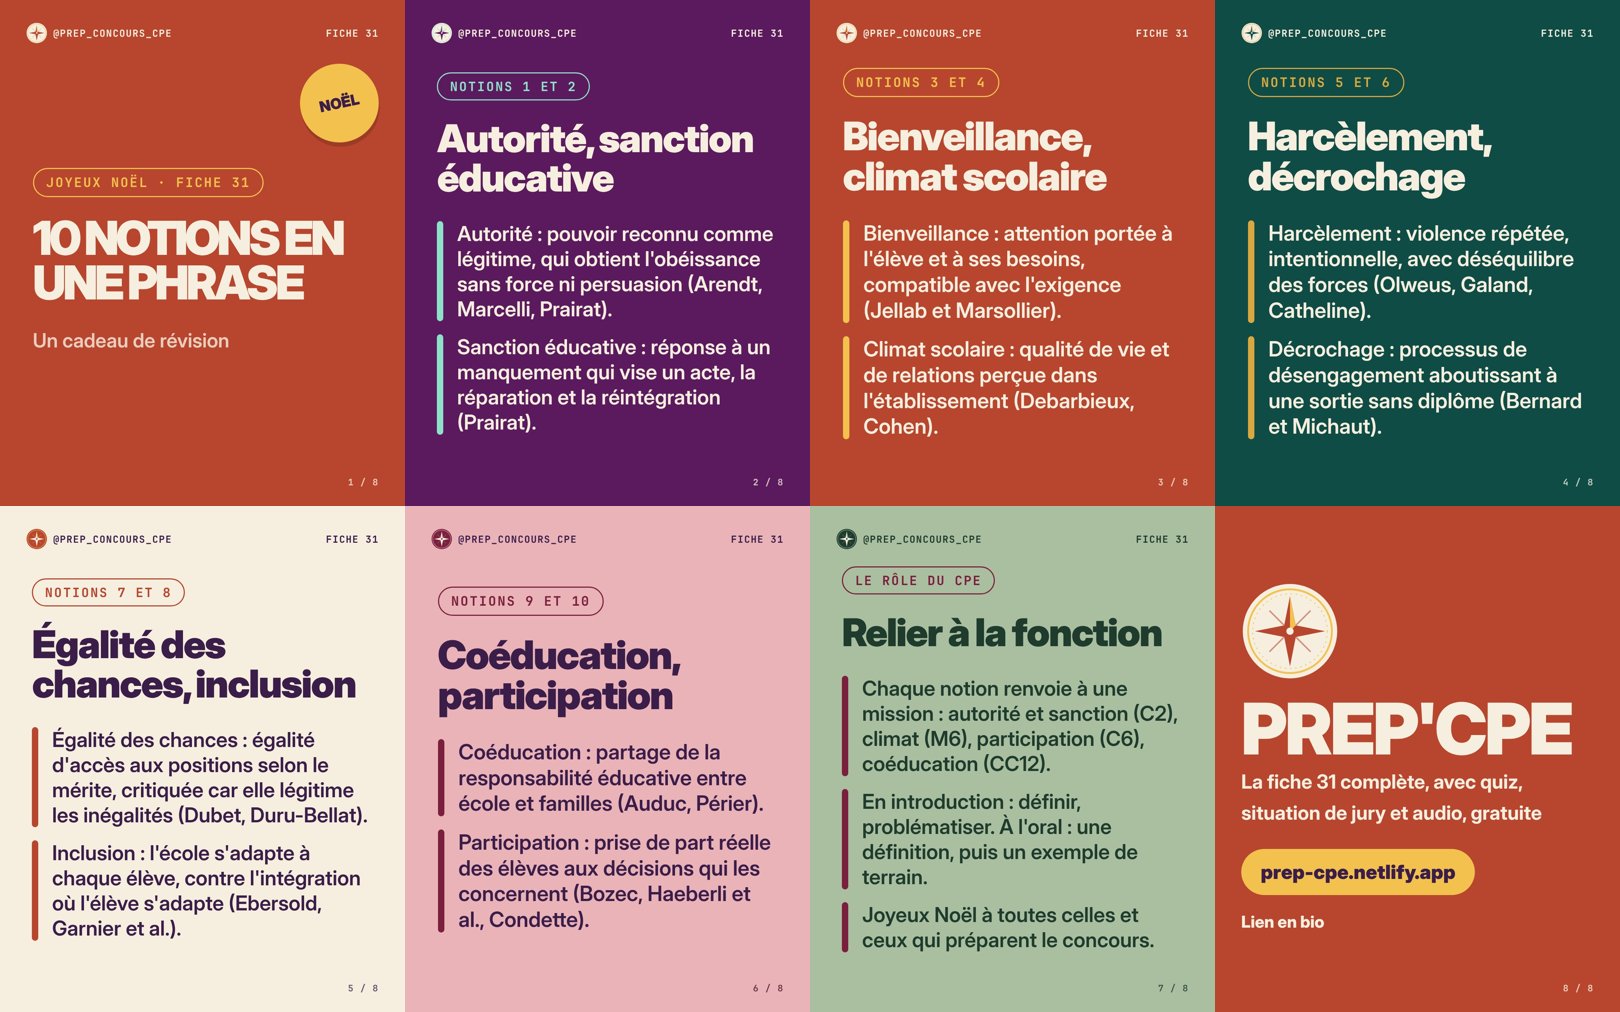 @PREP_CONCOURS_CPE
FICHE 31
NOËL
JOYEUX NOËL · FICHE 31
10 NOTIONS EN
UNE PHRASE
Un cadeau de révision
1 / 8
@PREP_CONCOURS_CPE
FICHE 31
NOTIONS 1 ET 2
Autorité, sanction
éducative
Autorité : pouvoir reconnu comme
légitime, qui obtient l'obéissance
sans force ni persuasion (Arendt,
Marcelli, Prairat).
Sanction éducative : réponse à un
manquement qui vise un acte, la
réparation et la réintégration
(Prairat).
2 / 8
@PREP_CONCOURS_CPE
FICHE 31
NOTIONS 3 ET 4
Bienveillance,
climat scolaire
Bienveillance : attention portée à
l'élève et à ses besoins,
compatible avec l'exigence
(Jellab et Marsollier).
Climat scolaire : qualité de vie et
de relations perçue dans
l'établissement (Debarbieux,
Cohen).
3 / 8
@PREP_CONCOURS_CPE
FICHE 31
NOTIONS 5 ET 6
Harcèlement,
décrochage
Harcèlement : violence répétée,
intentionnelle, avec déséquilibre
des forces (Olweus, Galand,
Catheline).
Décrochage : processus de
désengagement aboutissant à
une sortie sans diplôme (Bernard
et Michaut).
4 / 8
@PREP_CONCOURS_CPE
FICHE 31
NOTIONS 7 ET 8
Égalité des
chances, inclusion
Égalité des chances : égalité
d'accès aux positions selon le
mérite, critiquée car elle légitime
les inégalités (Dubet, Duru-Bellat).
Inclusion : l'école s'adapte à
chaque élève, contre l'intégration
où l'élève s'adapte (Ebersold,
Garnier et al.).
5 / 8
@PREP_CONCOURS_CPE
FICHE 31
NOTIONS 9 ET 10
Coéducation,
participation
Coéducation : partage de la
responsabilité éducative entre
école et familles (Auduc, Périer).
Participation : prise de part réelle
des élèves aux décisions qui les
concernent (Bozec, Haeberli et
al., Condette).
6 / 8
@PREP_CONCOURS_CPE
FICHE 31
LE RÔLE DU CPE
Relier à la fonction
Chaque notion renvoie à une
mission : autorité et sanction (C2),
climat (M6), participation (C6),
coéducation (CC12).
En introduction : définir,
problématiser. À l'oral : une
définition, puis un exemple de
terrain.
Joyeux Noël à toutes celles et
ceux qui préparent le concours.
7 / 8
PREP'CPE
La fiche 31 complète, avec quiz,
situation de jury et audio, gratuite
prep-cpe.netlify.app
Lien en bio
8 / 8